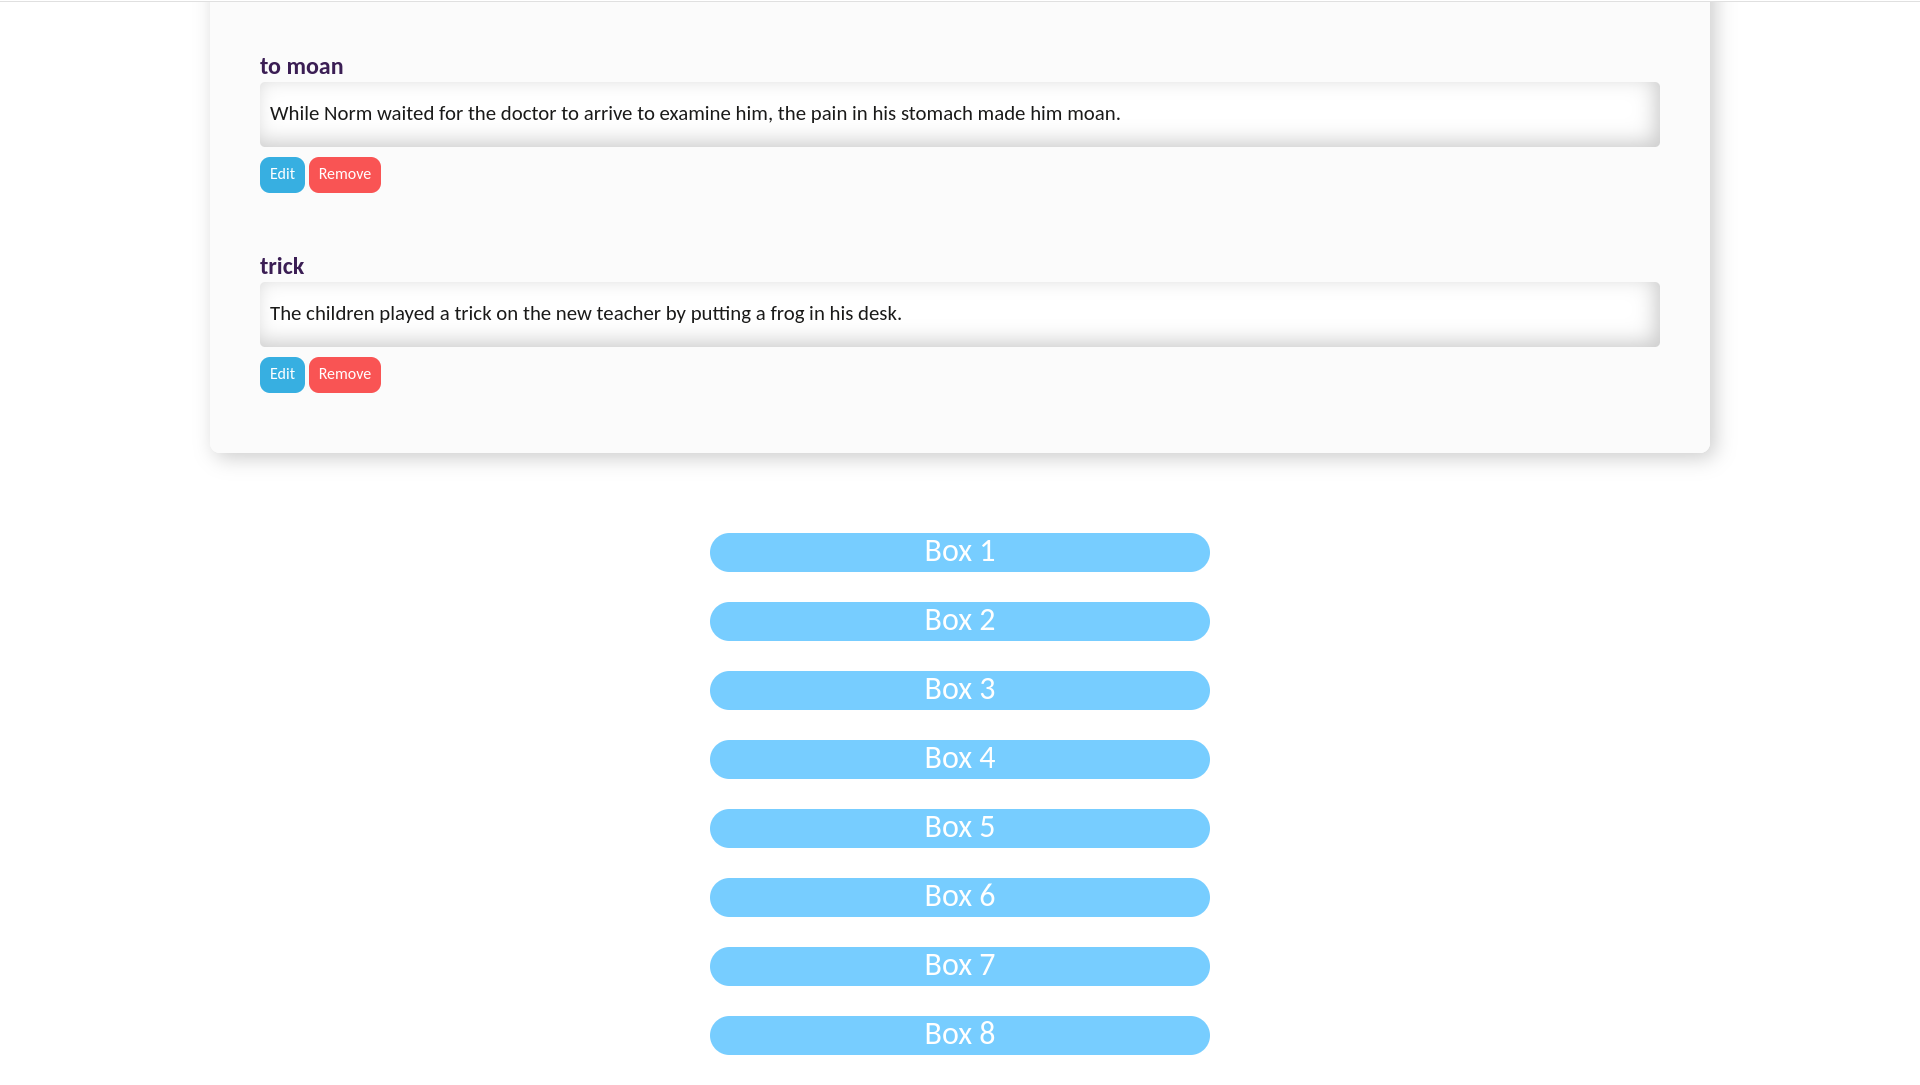 to moan
While Norm waited for the doctor to arrive to examine him, the pain in his stomach made him moan.
Edit Remove
trick
The children played a trick on the new teacher by putting a frog in his desk.
Edit Remove
Box 1
Box 2
Box 3
Box 4
Box 5
Box 6
Box 7
Box 8